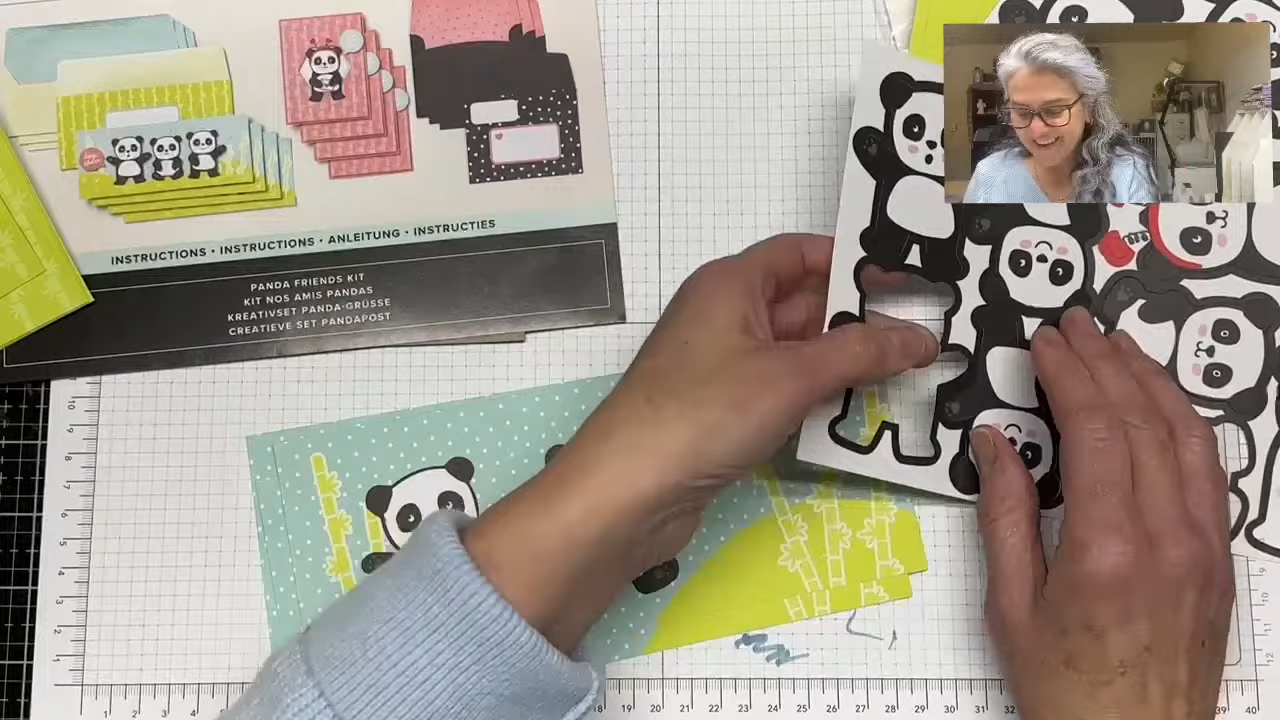 INSTRUCTIONS • INSTRUCTIONS • ANLEITUNG • INSTRUCTIES
PANDA FRIENDS KIT
KIT NOS AMIS PANDAS
KREATIVSET PANDA-GRÜSSE
CREATIEVE SET PANDAPOST